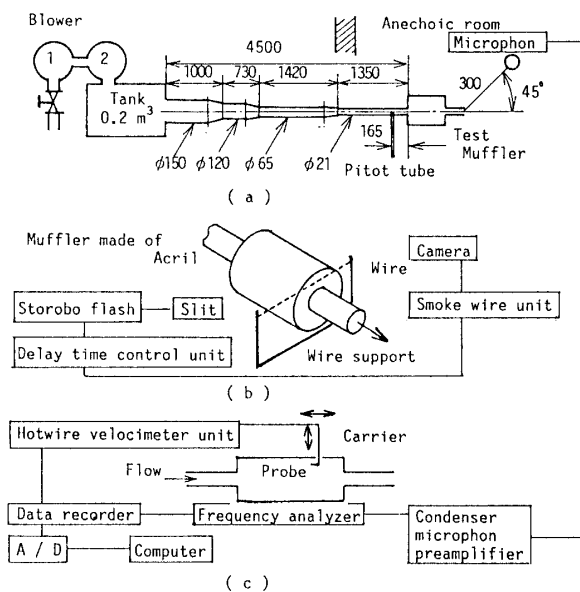 Blower
Anechoic room
Microphon
4500
1 2
1000 730 1420 1350
300
45°
Tank
0.2 m³
165
Test
Muffler
φ150 φ120 φ65 φ21
Pitot tube
( a )
Muffler made of
Acril
Wire
Camera
Storobo flash
Slit
Smoke wire unit
Delay time control unit
Wire support
( b )
Hotwire velocimeter unit
Carrier
Flow
Probe
Data recorder
Frequency analyzer
Condenser
microphon
preamplifier
A / D
Computer
( c )